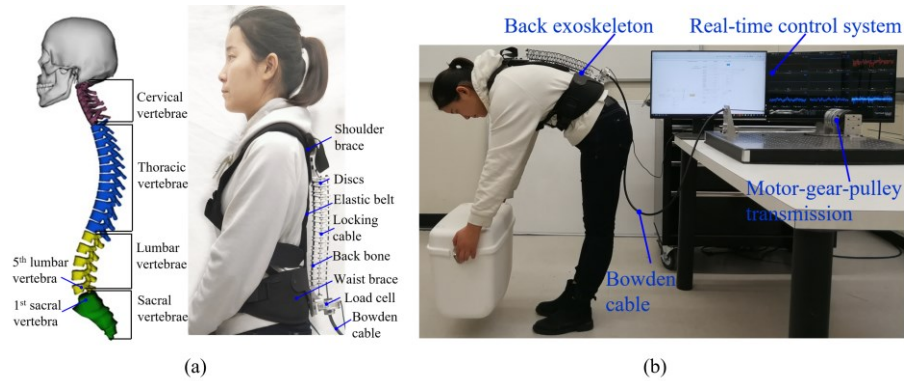 Cervical
vertebrae
Thoracic
vertebrae
Lumbar
vertebrae
5th lumbar
vertebra
1st sacral
vertebra
Sacral
vertebrae
Shoulder
brace
Discs
Elastic belt
Locking
cable
Back bone
Waist brace
Load cell
Bowden
cable
(a)
Back exoskeleton
Real-time control system
Motor-gear-pulley
transmission
Bowden
cable
(b)